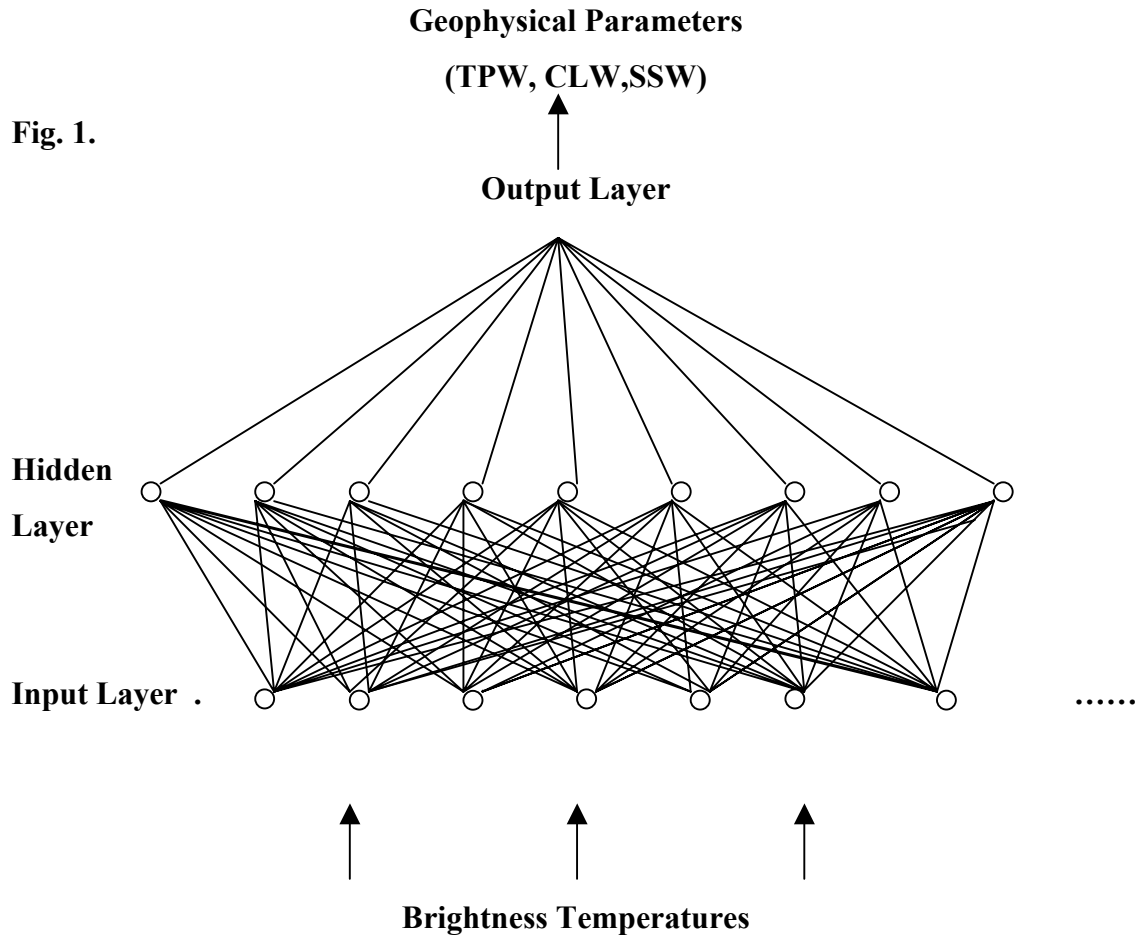 Geophysical Parameters
(TPW, CLW,SSW)
Fig. 1.
Output Layer
Hidden
Layer
Input Layer .
......
Brightness Temperatures